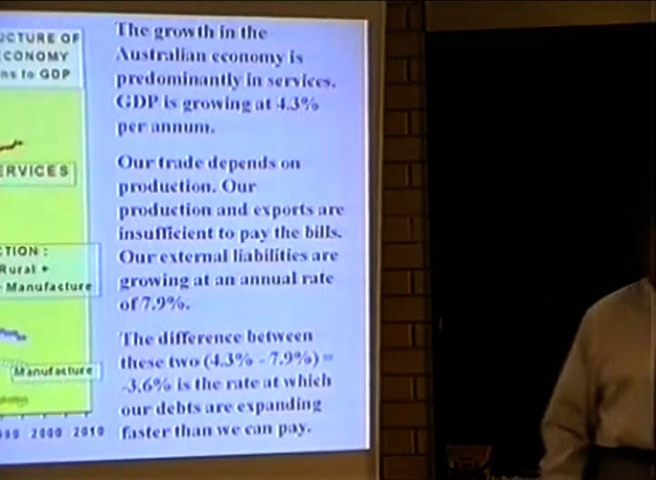 CTURE OF
CONOMY
ns to GDP
ERVICES
CTION :
Rural +
Manufacture
Manufacture
2000 2010
The growth in the
Australian economy is
predominantly in services.
GDP is growing at 4.3%
per annum.
Our trade depends on
production. Our
production and exports are
insufficient to pay the bills.
Our external liabilities are
growing at an annual rate
of 7.9%.
The difference between
these two (4.3% - 7.9%) =
-3.6% is the rate at which
our debts are expanding
faster than we can pay.